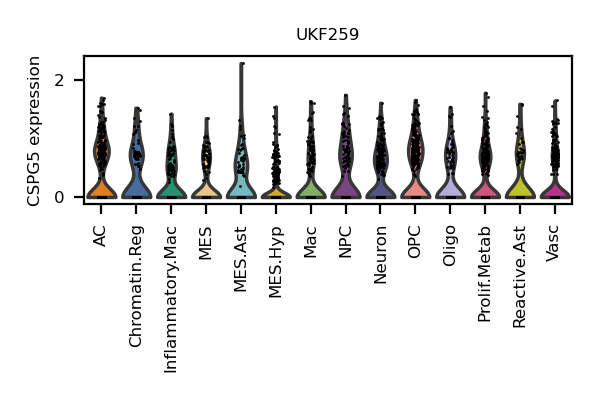 UKF259
CSPG5 expression
2
0
AC
Chromatin.Reg
Inflammatory.Mac
MES
MES.Ast
MES.Hyp
Mac
NPC
Neuron
OPC
Oligo
Prolif.Metab
Reactive.Ast
Vasc